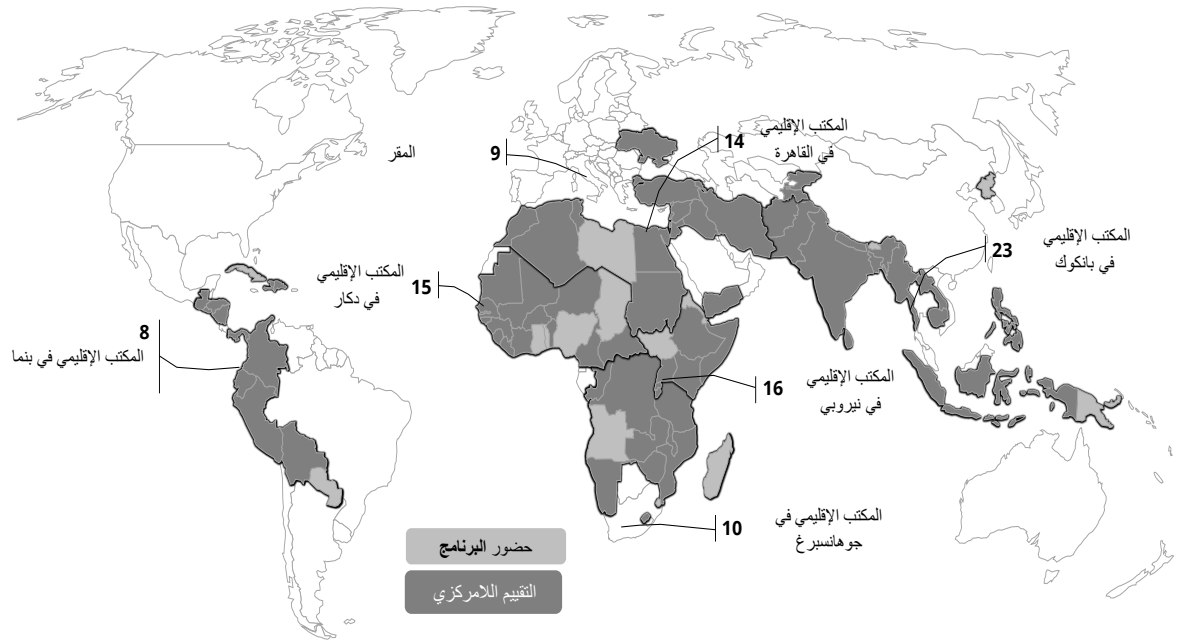 المكتب الإقليمي
في القاهرة
14
المقر
9
المكتب الإقليمي
في بانكوك
23
المكتب الإقليمي
في دكار
15
8
المكتب الإقليمي في بنما
المكتب الإقليمي
في نيروبي
16
المكتب الإقليمي في
جوهانسبرغ
10
حضور البرنامج
التقييم اللامركزي